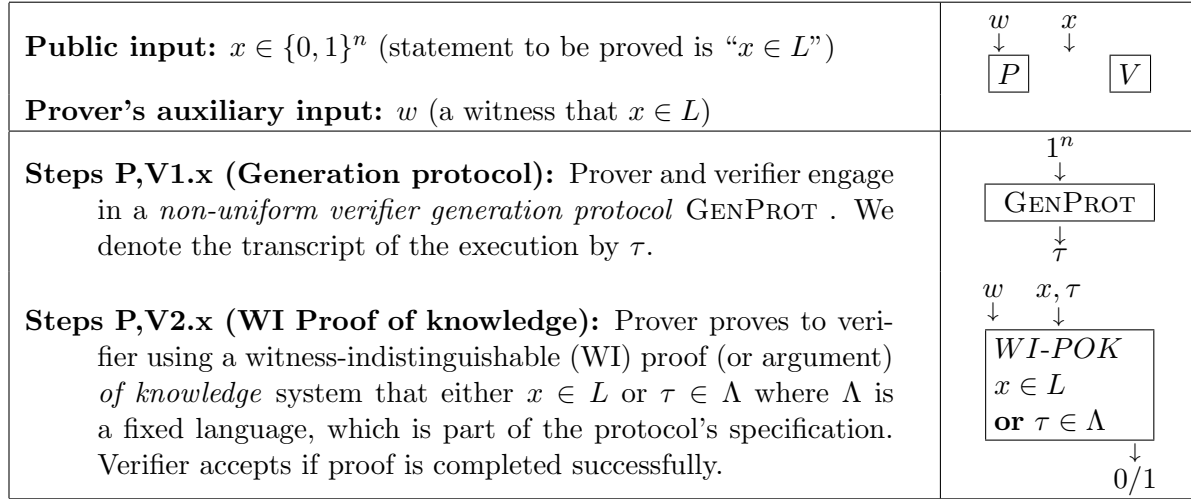 Public input: x ∈ {0, 1}^n (statement to be proved is “x ∈ L”)
Prover’s auxiliary input: w (a witness that x ∈ L)
w x
↓ ↓
P V
Steps P,V1.x (Generation protocol): Prover and verifier engage
in a non-uniform verifier generation protocol GENPROT . We
denote the transcript of the execution by τ.
1^n
↓
GENPROT
↓
τ
Steps P,V2.x (WI Proof of knowledge): Prover proves to veri-
fier using a witness-indistinguishable (WI) proof (or argument)
of knowledge system that either x ∈ L or τ ∈ Λ where Λ is
a fixed language, which is part of the protocol’s specification.
Verifier accepts if proof is completed successfully.
w x, τ
↓ ↓
WI-POK
x ∈ L
or τ ∈ Λ
↓
0/1